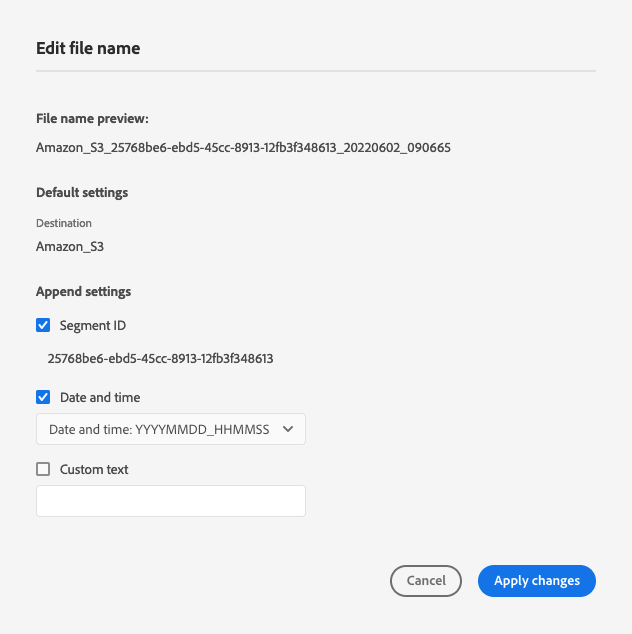 Edit file name
File name preview:
Amazon_S3_25768be6-ebd5-45cc-8913-12fb3f348613_20220602_090665
Default settings
Destination
Amazon_S3
Append settings
Segment ID
25768be6-ebd5-45cc-8913-12fb3f348613
Date and time
Date and time: YYYYMMDD_HHMMSS
Custom text
Cancel
Apply changes